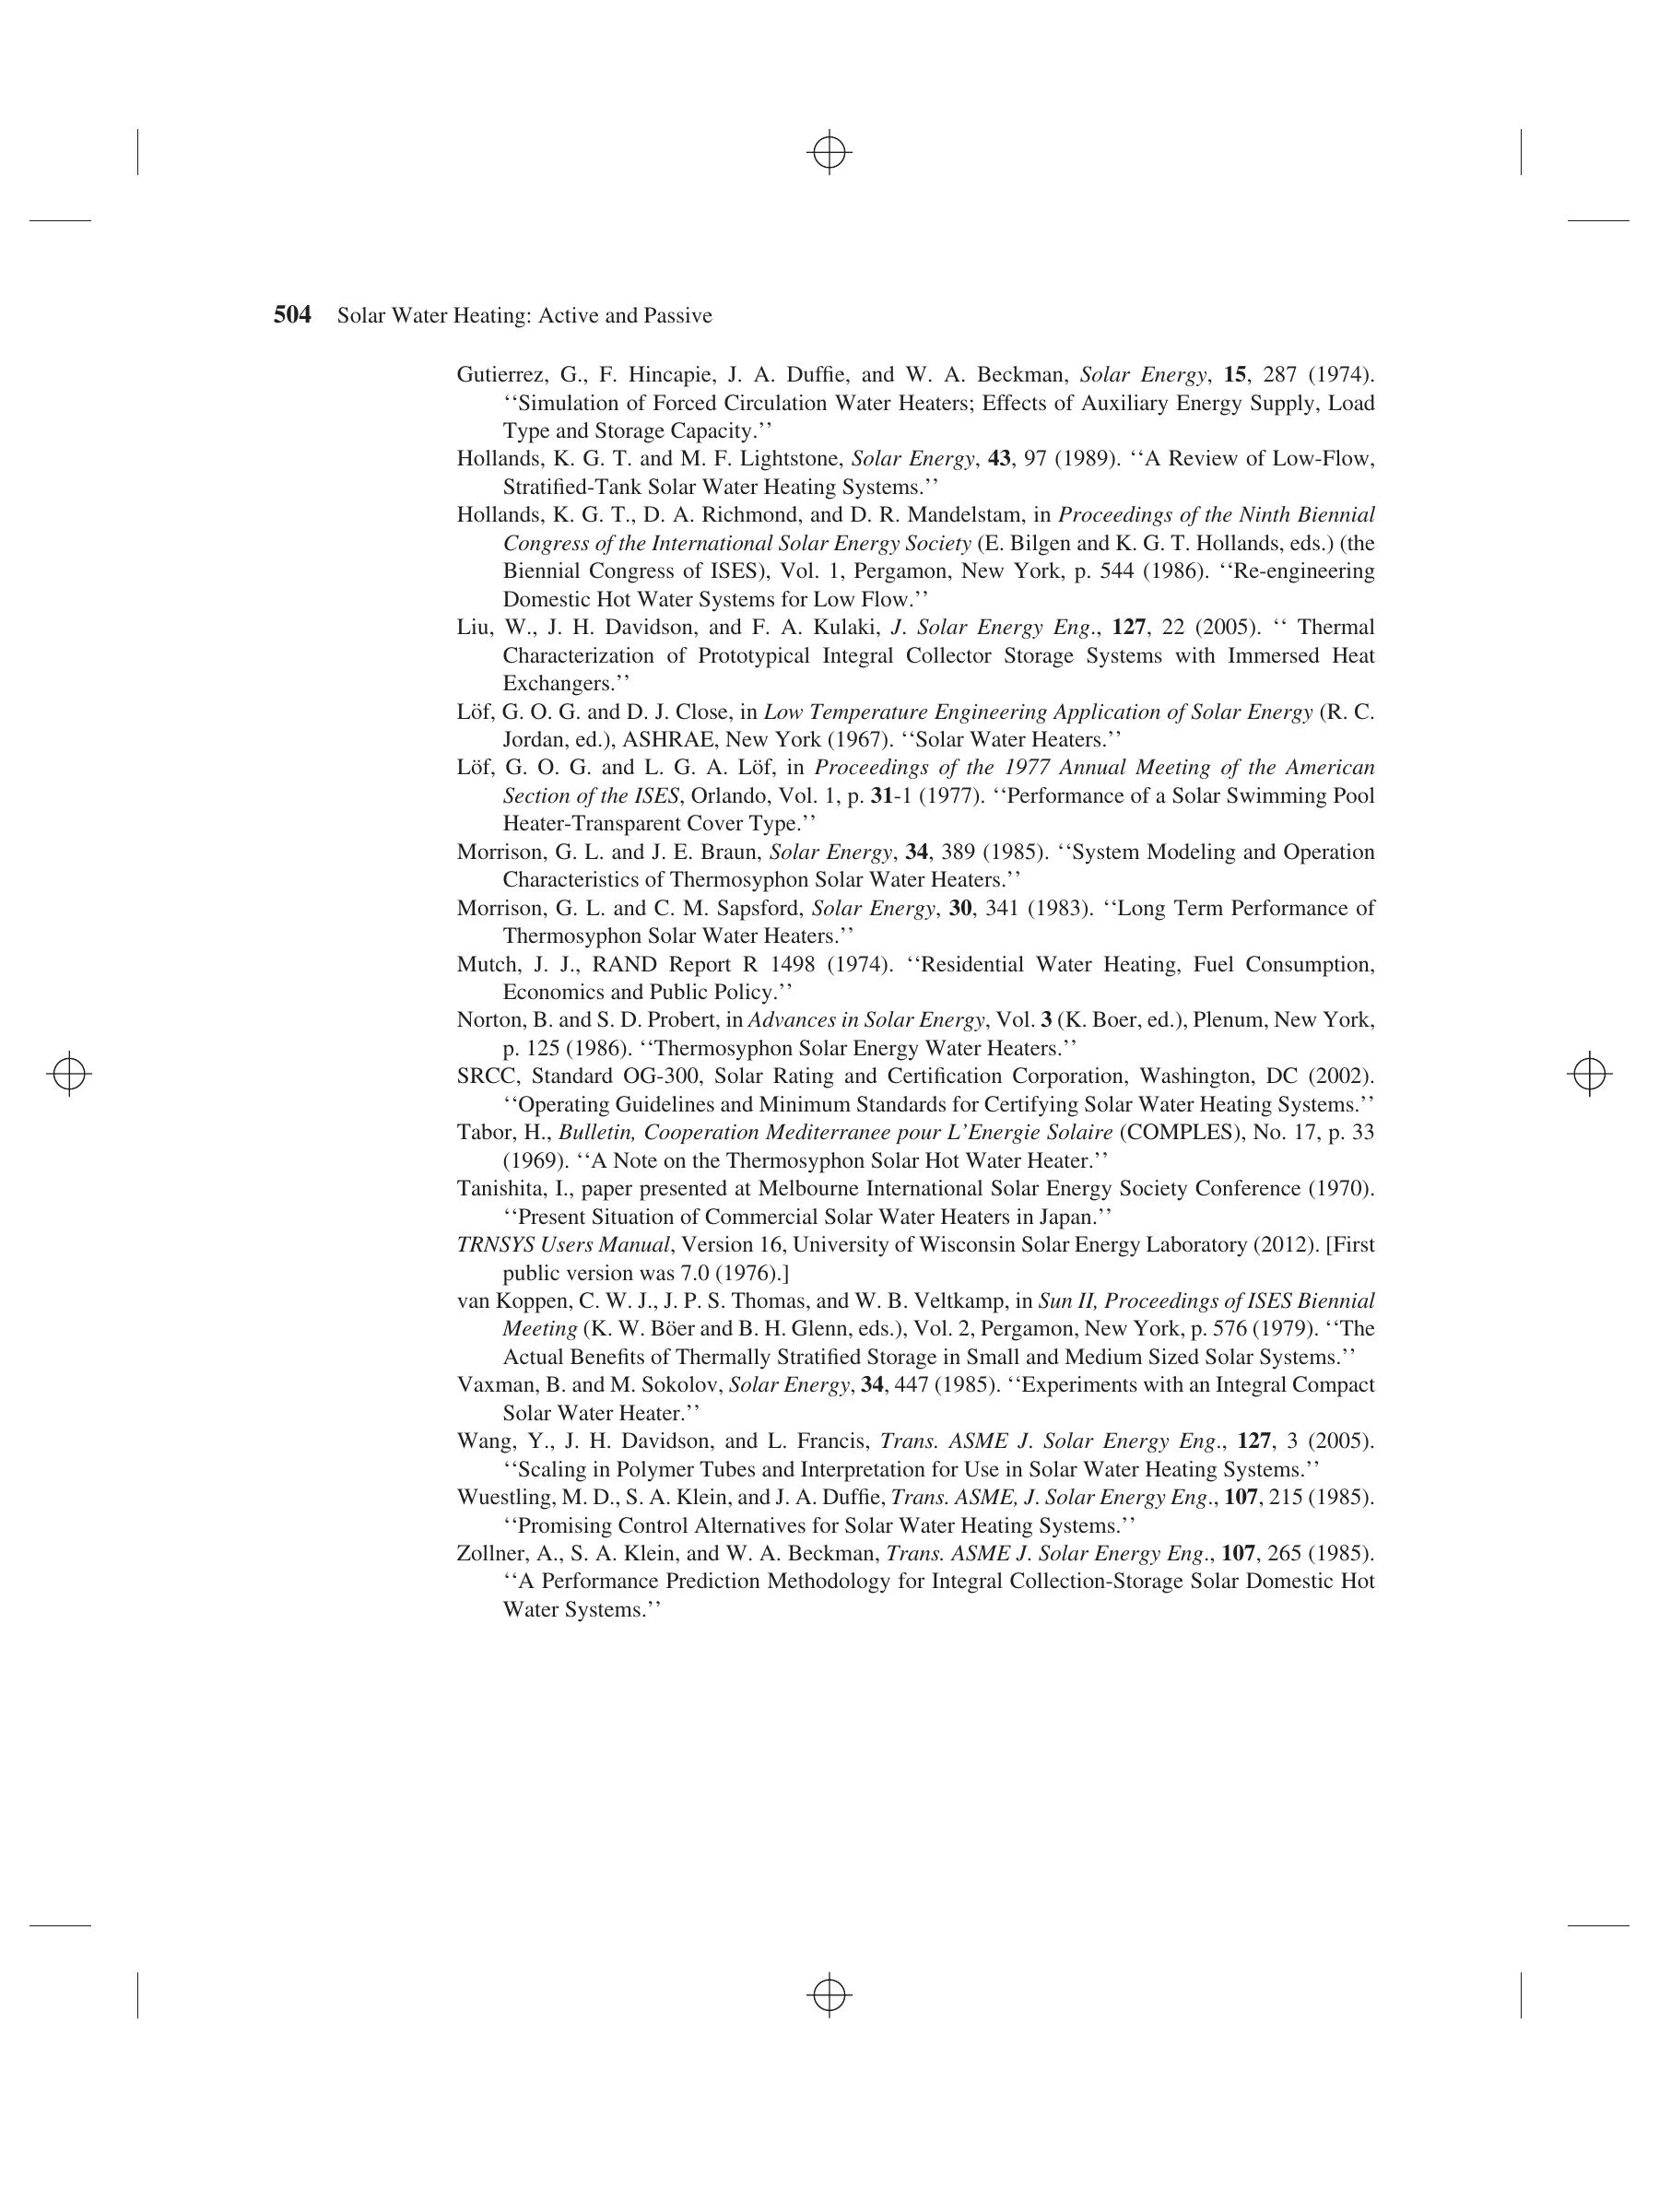 504 Solar Water Heating: Active and Passive
Gutierrez, G., F. Hincapie, J. A. Duffie, and W. A. Beckman, Solar Energy, 15, 287 (1974).
‘‘Simulation of Forced Circulation Water Heaters; Effects of Auxiliary Energy Supply, Load
Type and Storage Capacity.’’
Hollands, K. G. T. and M. F. Lightstone, Solar Energy, 43, 97 (1989). ‘‘A Review of Low-Flow,
Stratified-Tank Solar Water Heating Systems.’’
Hollands, K. G. T., D. A. Richmond, and D. R. Mandelstam, in Proceedings of the Ninth Biennial
Congress of the International Solar Energy Society (E. Bilgen and K. G. T. Hollands, eds.) (the
Biennial Congress of ISES), Vol. 1, Pergamon, New York, p. 544 (1986). ‘‘Re-engineering
Domestic Hot Water Systems for Low Flow.’’
Liu, W., J. H. Davidson, and F. A. Kulaki, J. Solar Energy Eng., 127, 22 (2005). ‘‘ Thermal
Characterization of Prototypical Integral Collector Storage Systems with Immersed Heat
Exchangers.’’
Löf, G. O. G. and D. J. Close, in Low Temperature Engineering Application of Solar Energy (R. C.
Jordan, ed.), ASHRAE, New York (1967). ‘‘Solar Water Heaters.’’
Löf, G. O. G. and L. G. A. Löf, in Proceedings of the 1977 Annual Meeting of the American
Section of the ISES, Orlando, Vol. 1, p. 31-1 (1977). ‘‘Performance of a Solar Swimming Pool
Heater-Transparent Cover Type.’’
Morrison, G. L. and J. E. Braun, Solar Energy, 34, 389 (1985). ‘‘System Modeling and Operation
Characteristics of Thermosyphon Solar Water Heaters.’’
Morrison, G. L. and C. M. Sapsford, Solar Energy, 30, 341 (1983). ‘‘Long Term Performance of
Thermosyphon Solar Water Heaters.’’
Mutch, J. J., RAND Report R 1498 (1974). ‘‘Residential Water Heating, Fuel Consumption,
Economics and Public Policy.’’
Norton, B. and S. D. Probert, in Advances in Solar Energy, Vol. 3 (K. Boer, ed.), Plenum, New York,
p. 125 (1986). ‘‘Thermosyphon Solar Energy Water Heaters.’’
SRCC, Standard OG-300, Solar Rating and Certification Corporation, Washington, DC (2002).
‘‘Operating Guidelines and Minimum Standards for Certifying Solar Water Heating Systems.’’
Tabor, H., Bulletin, Cooperation Mediterranee pour L’Energie Solaire (COMPLES), No. 17, p. 33
(1969). ‘‘A Note on the Thermosyphon Solar Hot Water Heater.’’
Tanishita, I., paper presented at Melbourne International Solar Energy Society Conference (1970).
‘‘Present Situation of Commercial Solar Water Heaters in Japan.’’
TRNSYS Users Manual, Version 16, University of Wisconsin Solar Energy Laboratory (2012). [First
public version was 7.0 (1976).]
van Koppen, C. W. J., J. P. S. Thomas, and W. B. Veltkamp, in Sun II, Proceedings of ISES Biennial
Meeting (K. W. Böer and B. H. Glenn, eds.), Vol. 2, Pergamon, New York, p. 576 (1979). ‘‘The
Actual Benefits of Thermally Stratified Storage in Small and Medium Sized Solar Systems.’’
Vaxman, B. and M. Sokolov, Solar Energy, 34, 447 (1985). ‘‘Experiments with an Integral Compact
Solar Water Heater.’’
Wang, Y., J. H. Davidson, and L. Francis, Trans. ASME J. Solar Energy Eng., 127, 3 (2005).
‘‘Scaling in Polymer Tubes and Interpretation for Use in Solar Water Heating Systems.’’
Wuestling, M. D., S. A. Klein, and J. A. Duffie, Trans. ASME, J. Solar Energy Eng., 107, 215 (1985).
‘‘Promising Control Alternatives for Solar Water Heating Systems.’’
Zollner, A., S. A. Klein, and W. A. Beckman, Trans. ASME J. Solar Energy Eng., 107, 265 (1985).
‘‘A Performance Prediction Methodology for Integral Collection-Storage Solar Domestic Hot
Water Systems.’’